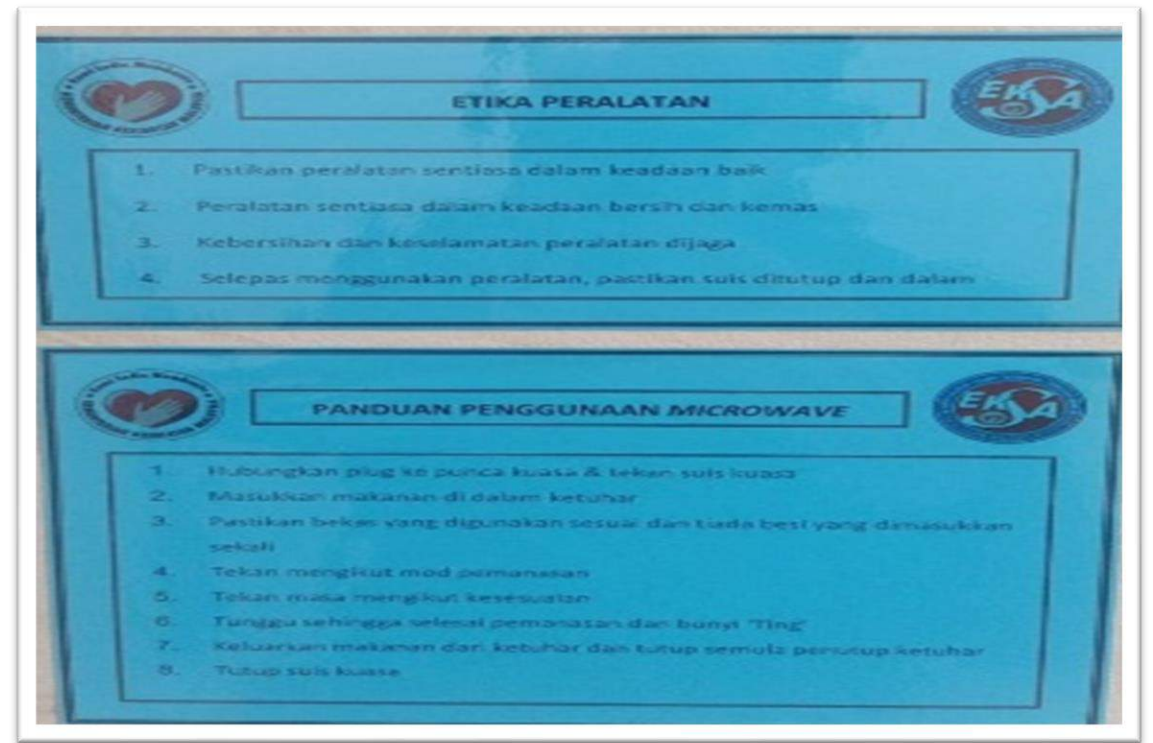 ETIKA PERALATAN
EKSA
1. Pastikan peralatan sentiasa dalam keadaan baik
2. Peralatan sentiasa dalam keadaan bersih dan kemas
3. Kebersihan dan keselamatan peralatan dijaga
4. Selepas menggunakan peralatan, pastikan suis ditutup dan dalam
PANDUAN PENGGUNAAN MICROWAVE
EKSA
1. Hubungkan plug ke punca kuasa & tekan suis kuasa
2. Masukkan makanan di dalam ketuhar
3. Pastikan bekas yang digunakan sesuai dan tiada besi yang dimasukkan
sekali
4. Tekan mengikut mod pemanasan
5. Tekan masa mengikut kesesuaian
6. Tunggu sehingga selesai pemanasan dan bunyi 'Ting'
7. Keluarkan makanan dari ketuhar dan tutup semula penutup ketuhar
8. Tutup suis kuasa